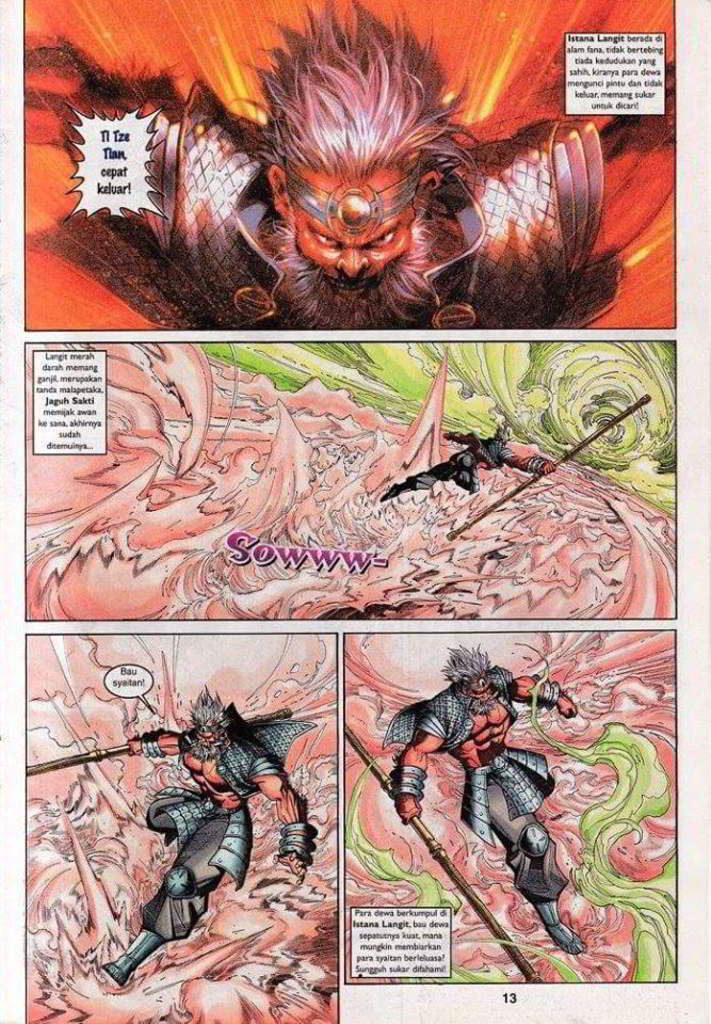 Istana Langit berada di
alam fana, tidak bertebing
tiada kedudukan yang
sahih, kiranya para dewa
mengunci pintu dan tidak
keluar, memang sukar
untuk dicari!
Ti Tze
Tian,
cepat
keluar!
Langit merah
darah memang
ganjil, merupakan
tanda malapetaka,
Jaguh Sakti
memijak awan
ke sana, akhirnya
sudah
ditemuinya...
Sowww-
Bau
syaitan!
Para dewa berkumpul di
Istana Langit, bau dewa
sepatutnya kuat, mana
mungkin membiarkan
para syaitan berleluasa?
Sungguh sukar difahami!
13